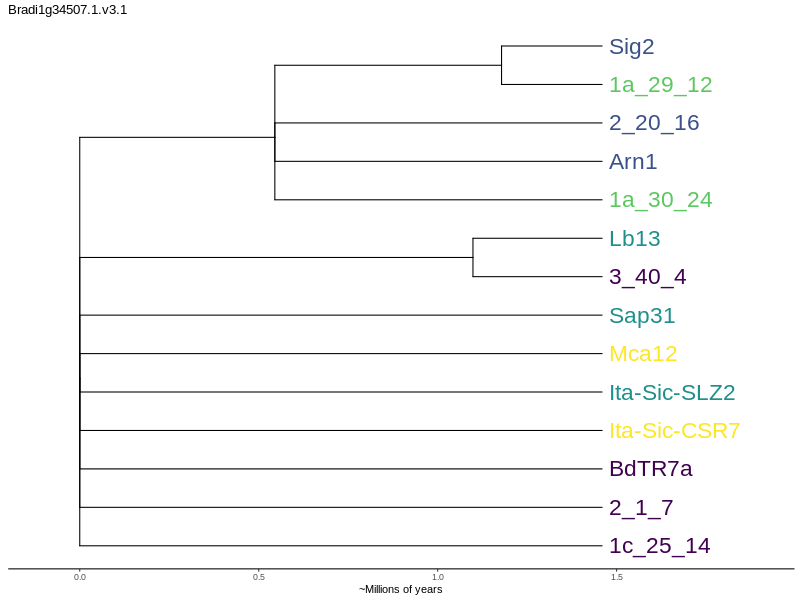 Bradi1g34507.1.v3.1
Sig2
1a_29_12
2_20_16
Arn1
1a_30_24
Lb13
3_40_4
Sap31
Mca12
Ita-Sic-SLZ2
Ita-Sic-CSR7
BdTR7a
2_1_7
1c_25_14
0.0 0.5 1.0 1.5
~Millions of years